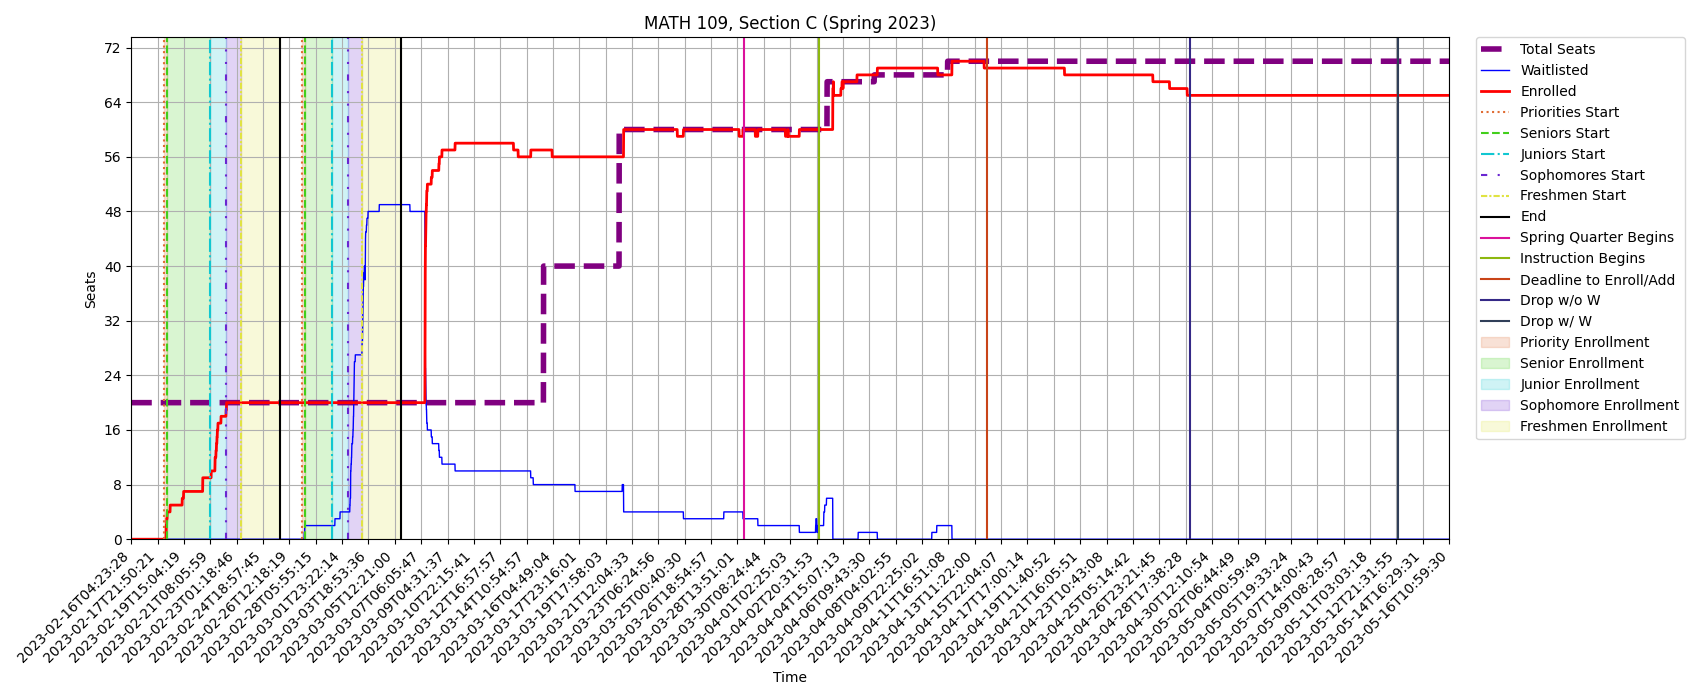 MATH 109, Section C (Spring 2023)
Seats
72
64
56
48
40
32
24
16
8
0
2023-02-16T04:23:28
2023-02-17T21:50:21
2023-02-19T15:04:19
2023-02-21T08:05:59
2023-02-23T01:18:46
2023-02-24T18:57:45
2023-02-26T12:18:19
2023-02-28T05:55:15
2023-03-01T23:22:14
2023-03-03T18:53:36
2023-03-05T12:21:00
2023-03-07T06:05:47
2023-03-09T04:31:37
2023-03-10T22:15:41
2023-03-12T16:57:57
2023-03-14T10:54:57
2023-03-16T04:49:04
2023-03-17T23:16:01
2023-03-19T17:58:03
2023-03-21T12:04:33
2023-03-23T06:24:56
2023-03-25T00:40:30
2023-03-26T18:54:57
2023-03-28T13:51:01
2023-03-30T08:24:44
2023-04-01T02:25:03
2023-04-02T20:31:53
2023-04-04T15:07:13
2023-04-06T09:43:30
2023-04-08T04:02:55
2023-04-09T22:25:02
2023-04-11T16:51:08
2023-04-13T11:22:00
2023-04-15T22:04:07
2023-04-17T17:00:14
2023-04-19T11:40:52
2023-04-21T16:05:51
2023-04-23T10:43:08
2023-04-25T05:14:42
2023-04-26T23:21:45
2023-04-28T17:38:28
2023-04-30T12:10:54
2023-05-02T06:44:49
2023-05-04T00:59:49
2023-05-05T19:33:24
2023-05-07T14:00:43
2023-05-09T08:28:57
2023-05-11T03:03:18
2023-05-12T21:31:55
2023-05-14T16:29:31
2023-05-16T10:59:30
Time
Total Seats
Waitlisted
Enrolled
Priorities Start
Seniors Start
Juniors Start
Sophomores Start
Freshmen Start
End
Spring Quarter Begins
Instruction Begins
Deadline to Enroll/Add
Drop w/o W
Drop w/ W
Priority Enrollment
Senior Enrollment
Junior Enrollment
Sophomore Enrollment
Freshmen Enrollment